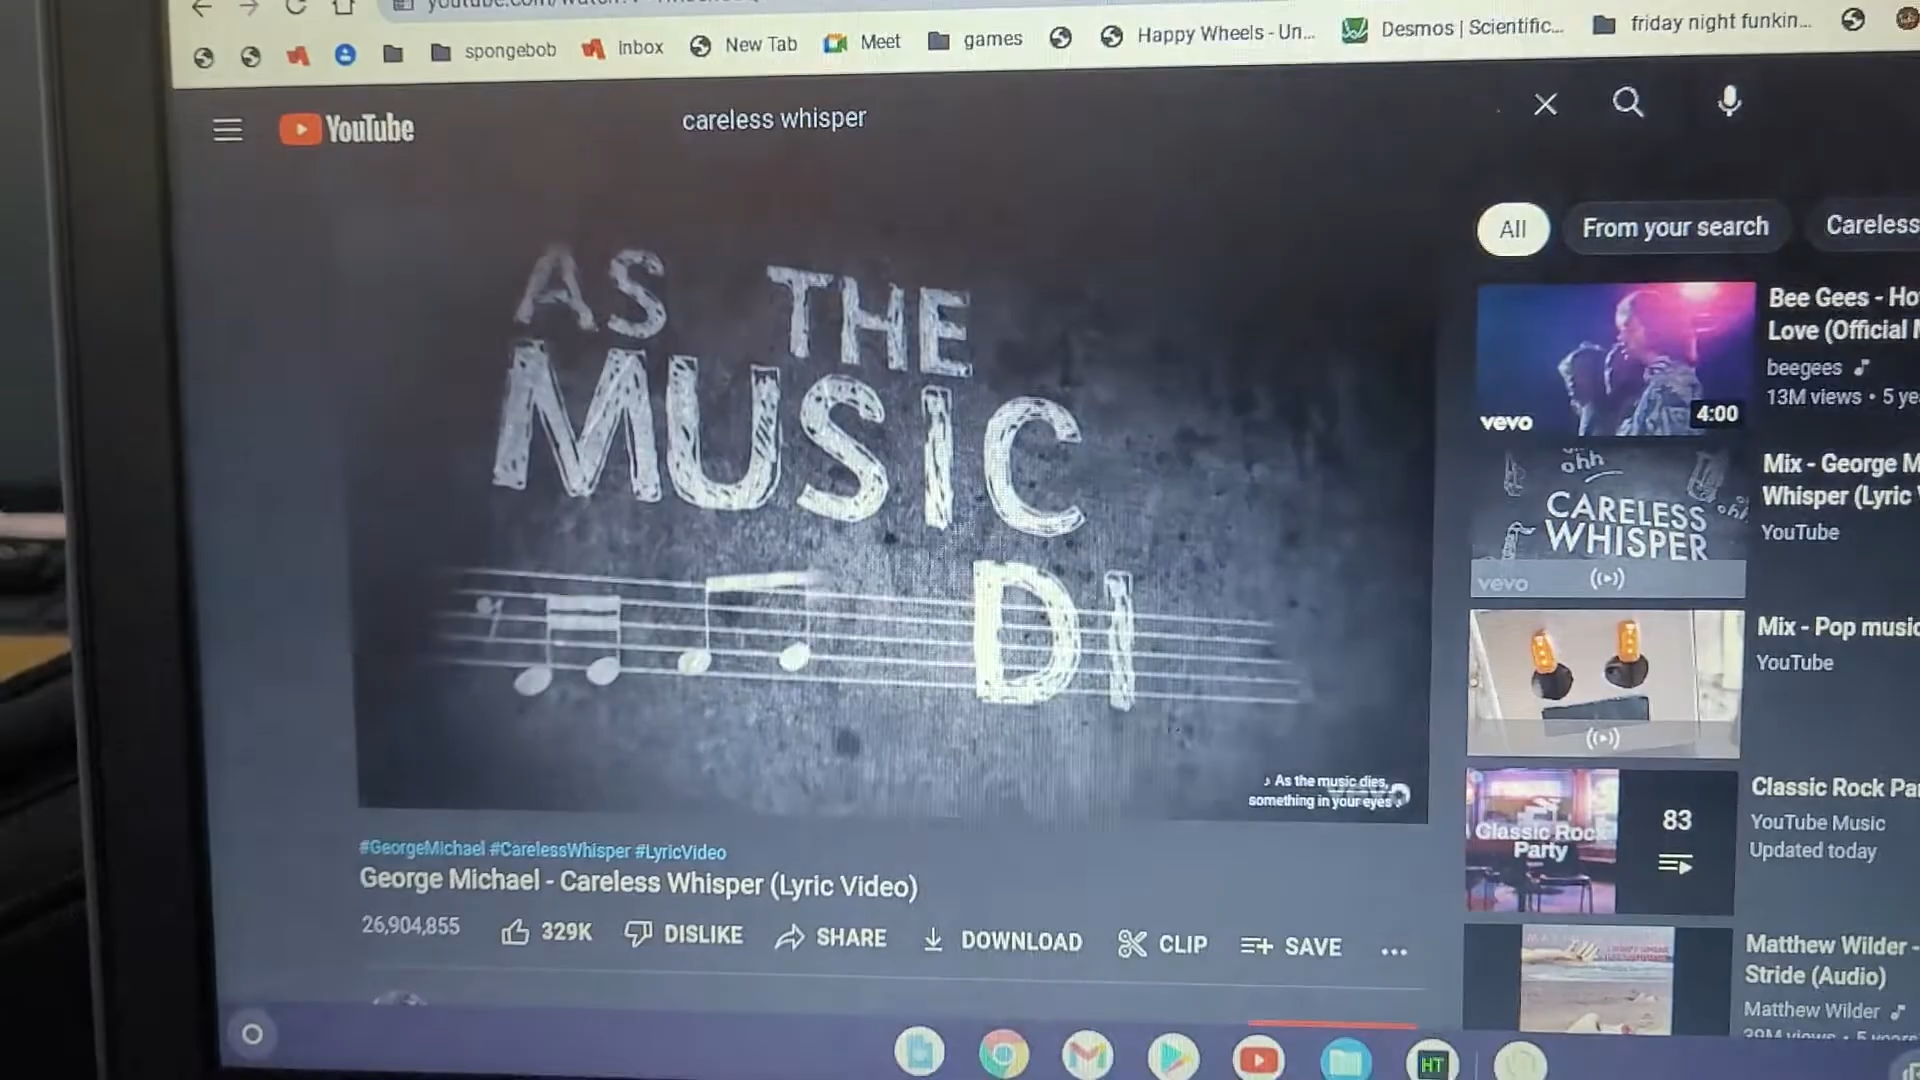 spongebob
Inbox
New Tab
Meet
games
Happy Wheels - Un...
Desmos | Scientific...
friday night funkin...
YouTube
careless whisper
All
From your search
Careless
AS THE
MUSIC
DI
♪ As the music dies,
something in your eyes ♪
vevo
#GeorgeMichael #CarelessWhisper #LyricVideo
George Michael - Careless Whisper (Lyric Video)
26,904,855
329K
DISLIKE
SHARE
DOWNLOAD
CLIP
SAVE
vevo
4:00
Bee Gees - Ho
Love (Official
beegees
13M views • 5 ye
ohh
CARELESS
WHISPER
ohh
vevo
Mix - George M
Whisper (Lyric
YouTube
Mix - Pop music
YouTube
Classic Rock
Party
83
Classic Rock Pa
YouTube Music
Updated today
Matthew Wilder -
Stride (Audio)
Matthew Wilder
HT